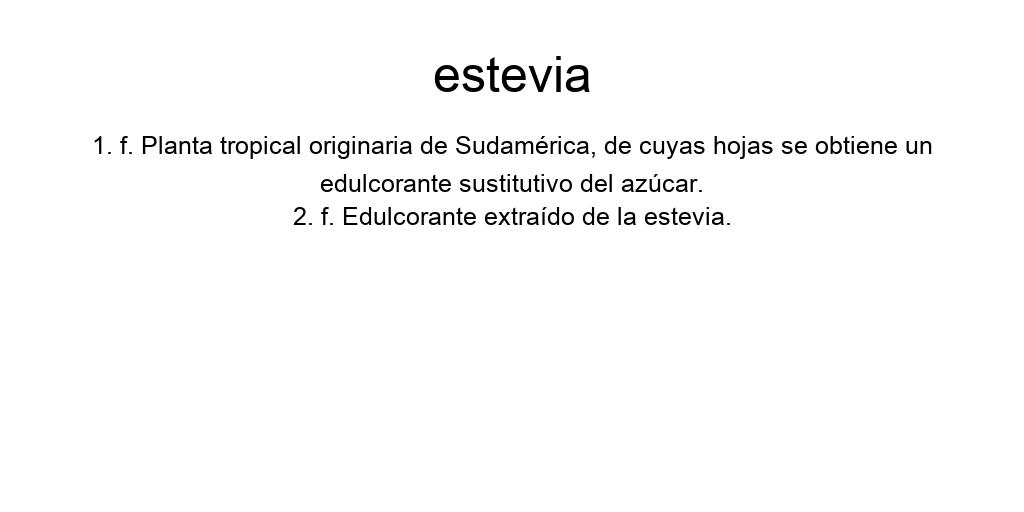 estevia
1. f. Planta tropical originaria de Sudamérica, de cuyas hojas se obtiene un
edulcorante sustitutivo del azúcar.
2. f. Edulcorante extraído de la estevia.